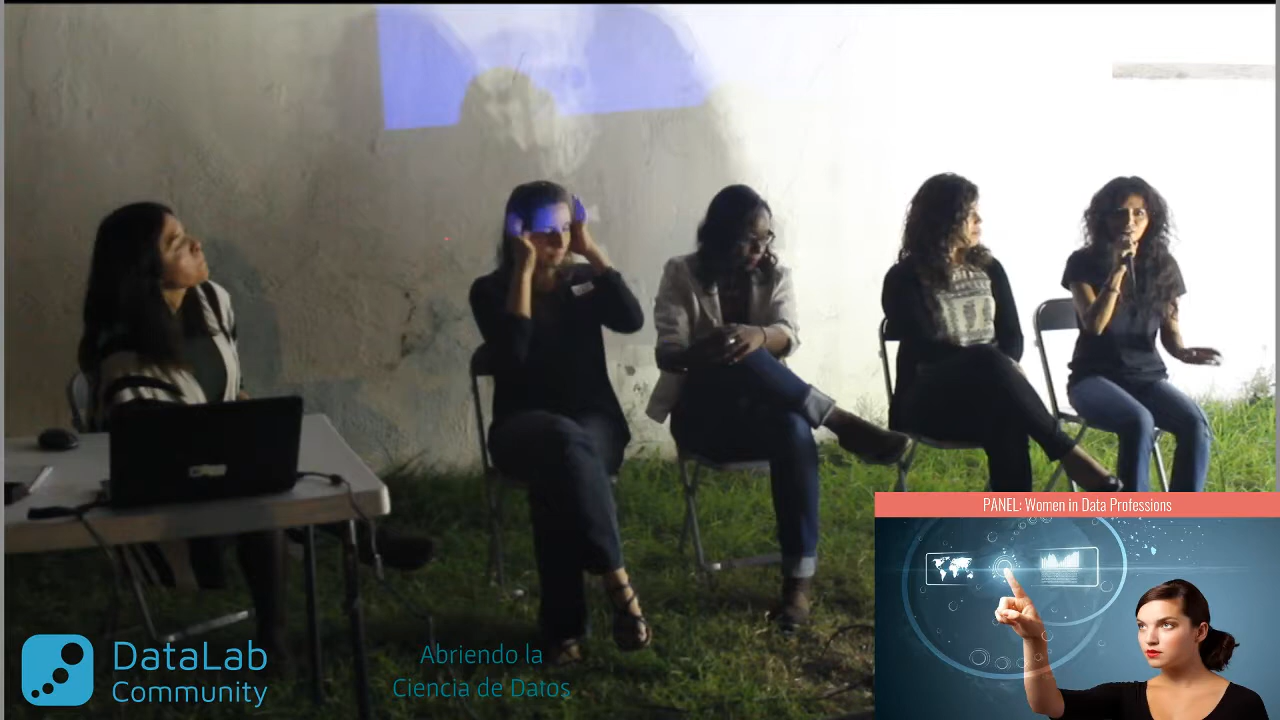 PANEL: Women in Data Professions
DataLab
Community
Abriendo la
Ciencia de Datos